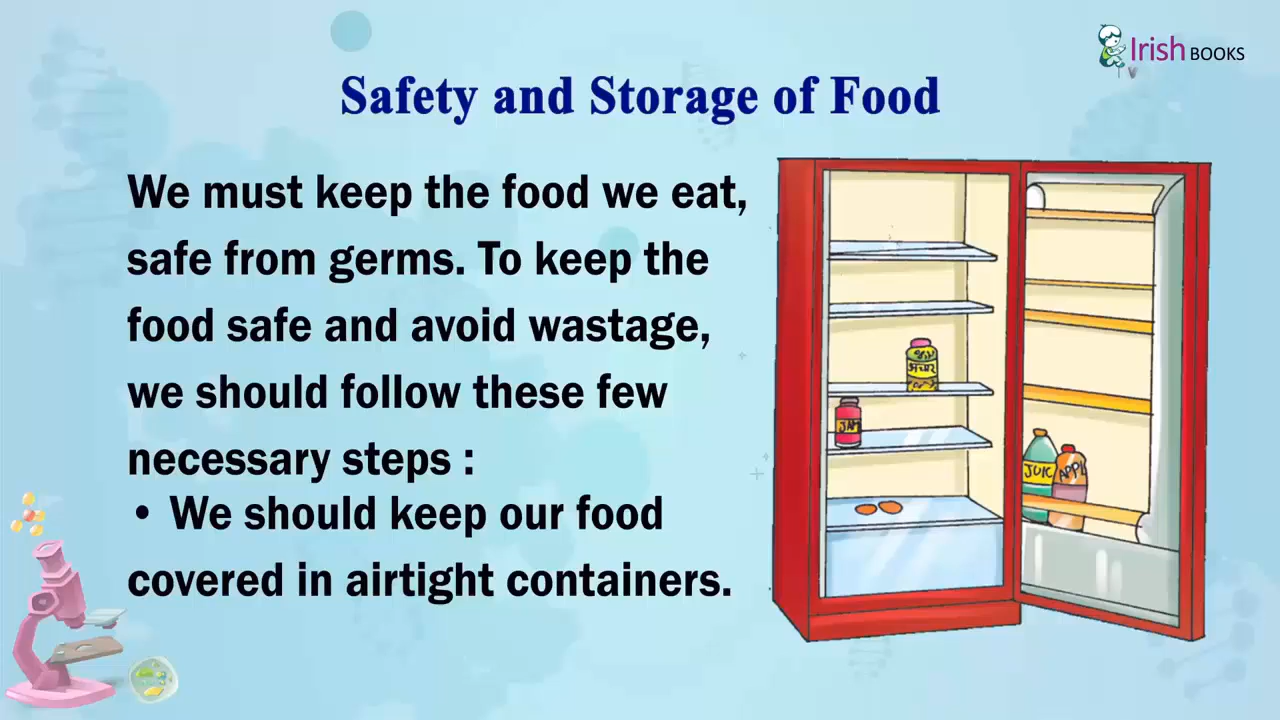 Irish BOOKS
Safety and Storage of Food
We must keep the food we eat,
safe from germs. To keep the
food safe and avoid wastage,
we should follow these few
necessary steps :
• We should keep our food
covered in airtight containers.
अचार
JAM
JUIC
APPL